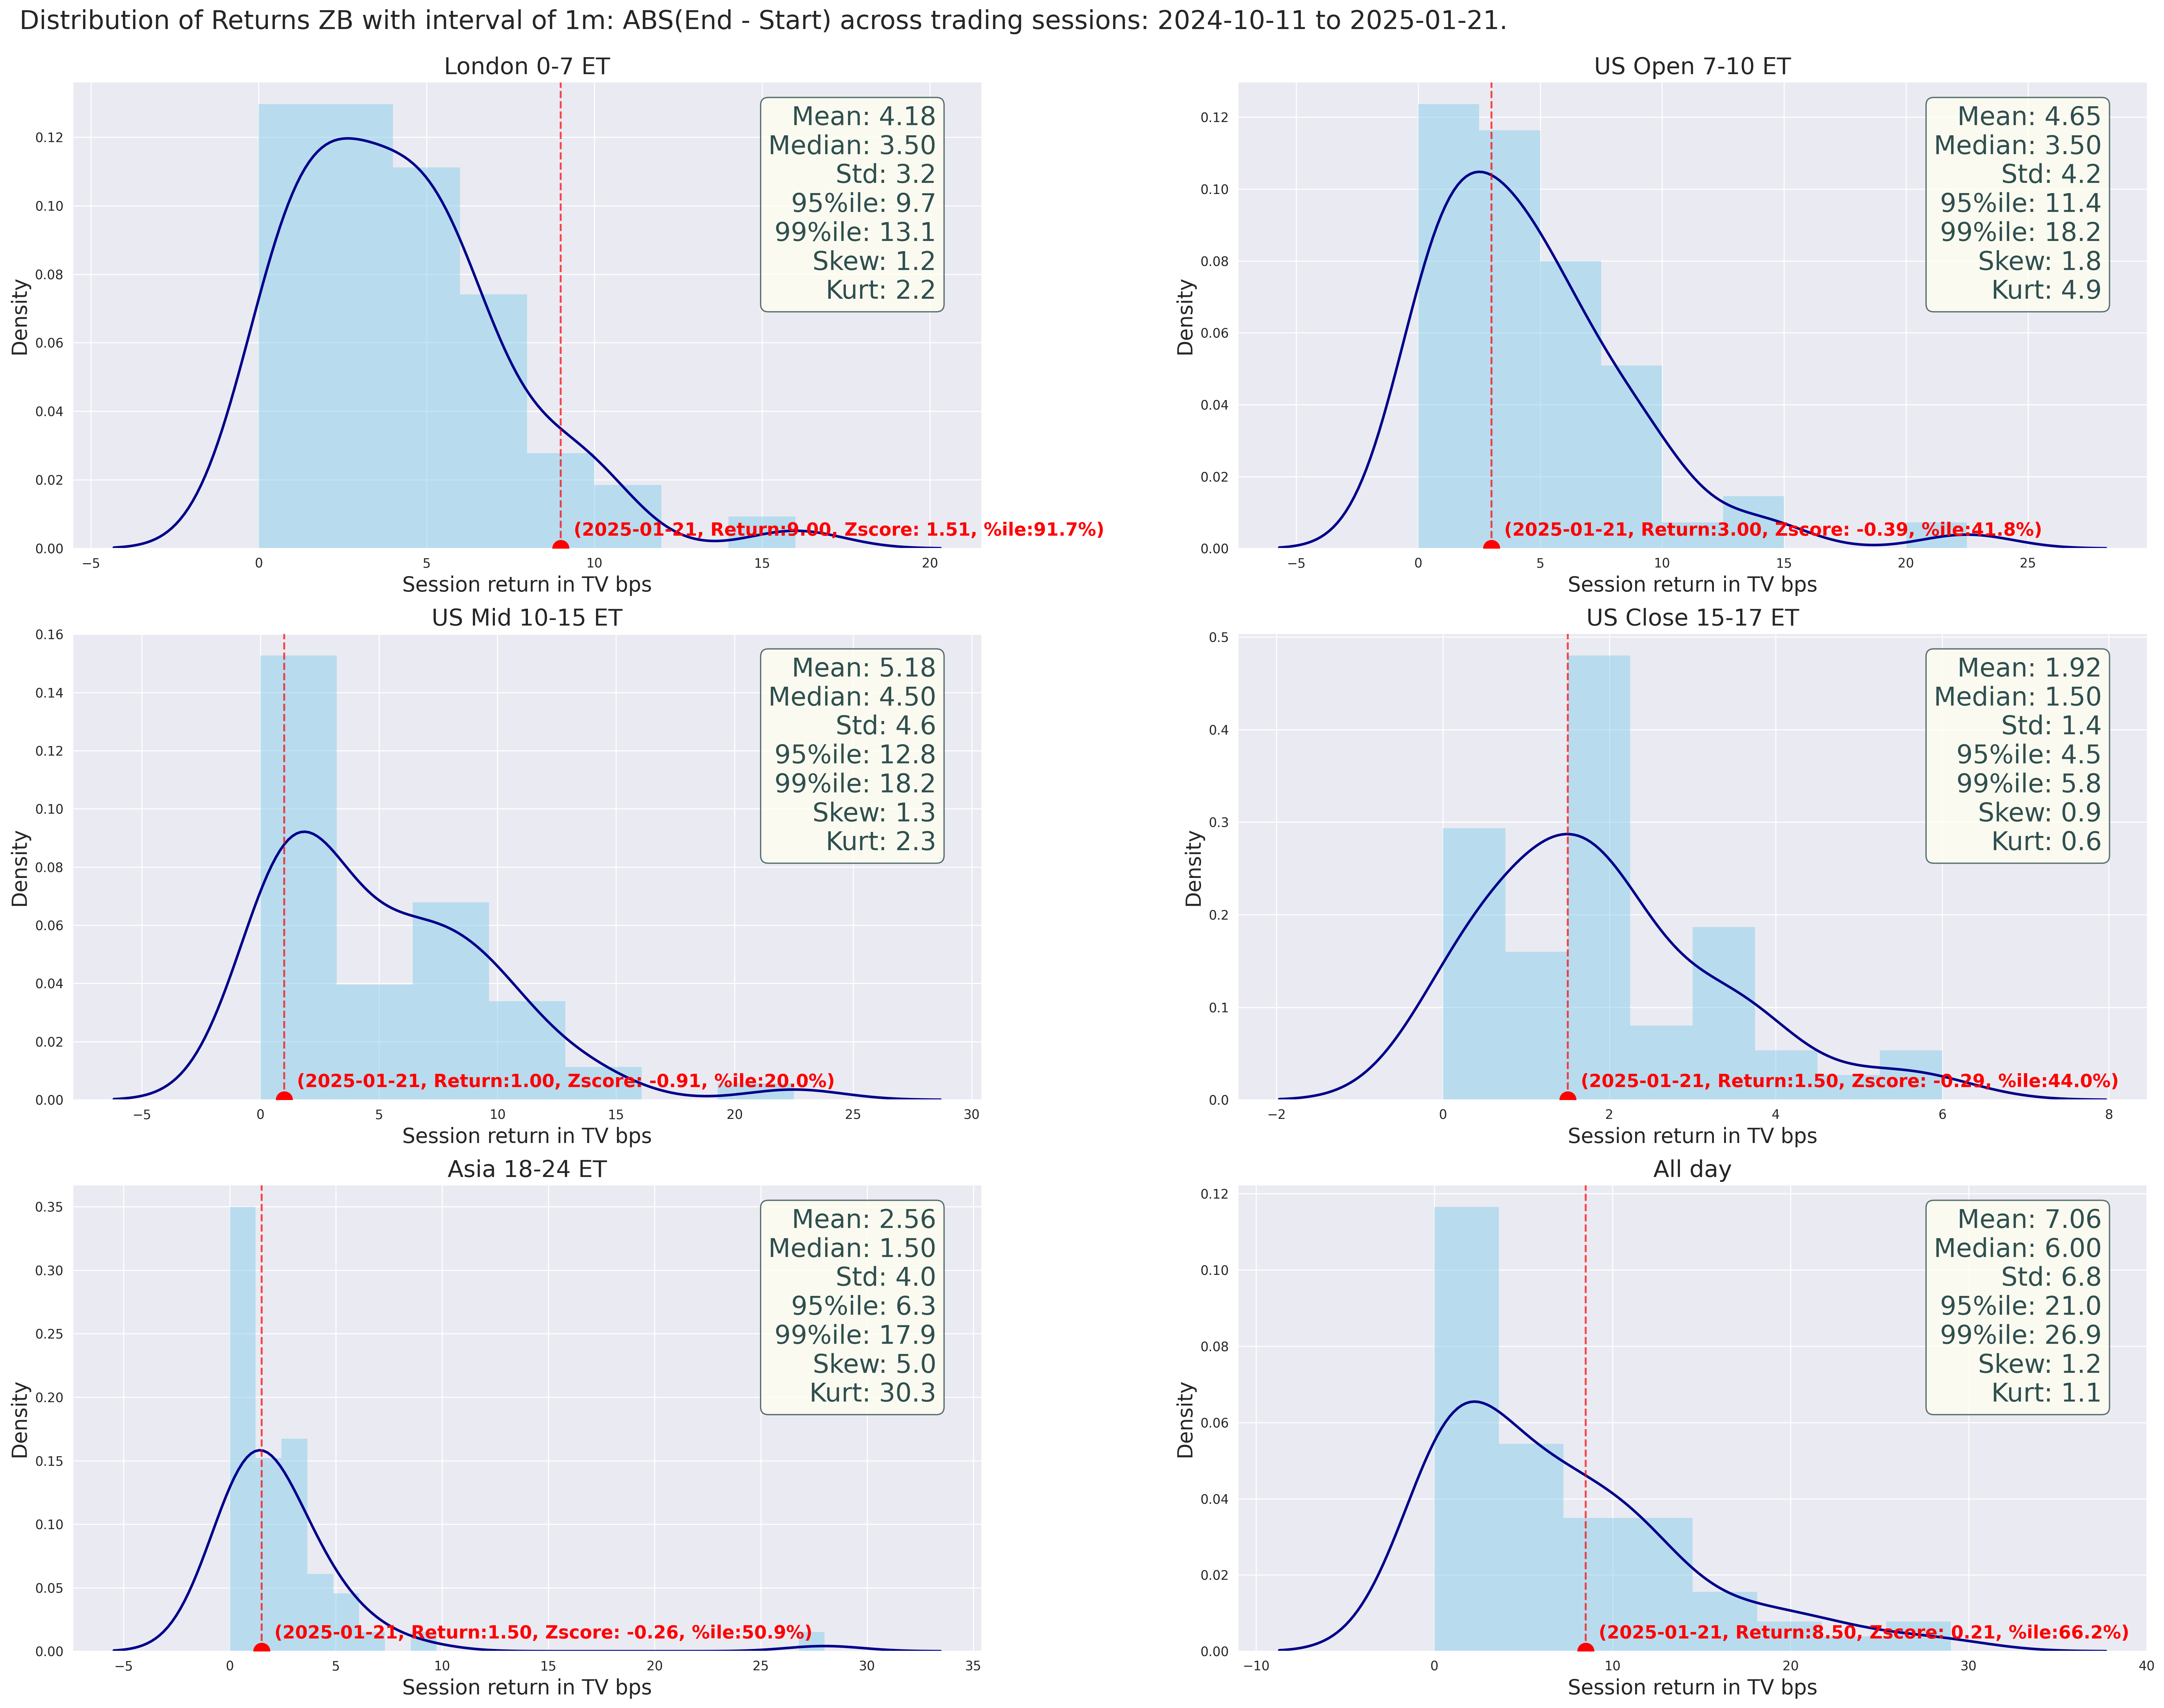 Distribution of Returns ZB with interval of 1m: ABS(End - Start) across trading sessions: 2024-10-11 to 2025-01-21.
London 0-7 ET
Density
0.12
0.10
0.08
0.06
0.04
0.02
0.00
Mean: 4.18
Median: 3.50
Std: 3.2
95%ile: 9.7
99%ile: 13.1
Skew: 1.2
Kurt: 2.2
(2025-01-21, Return:9.00, Zscore: 1.51, %ile:91.7%)
−5 0 5 10 15 20
Session return in TV bps
US Open 7-10 ET
Density
0.12
0.10
0.08
0.06
0.04
0.02
0.00
Mean: 4.65
Median: 3.50
Std: 4.2
95%ile: 11.4
99%ile: 18.2
Skew: 1.8
Kurt: 4.9
(2025-01-21, Return:3.00, Zscore: -0.39, %ile:41.8%)
−5 0 5 10 15 20 25
Session return in TV bps
US Mid 10-15 ET
Density
0.16
0.14
0.12
0.10
0.08
0.06
0.04
0.02
0.00
Mean: 5.18
Median: 4.50
Std: 4.6
95%ile: 12.8
99%ile: 18.2
Skew: 1.3
Kurt: 2.3
(2025-01-21, Return:1.00, Zscore: -0.91, %ile:20.0%)
−5 0 5 10 15 20 25 30
Session return in TV bps
US Close 15-17 ET
Density
0.5
0.4
0.3
0.2
0.1
0.0
Mean: 1.92
Median: 1.50
Std: 1.4
95%ile: 4.5
99%ile: 5.8
Skew: 0.9
Kurt: 0.6
(2025-01-21, Return:1.50, Zscore: -0.29, %ile:44.0%)
−2 0 2 4 6 8
Session return in TV bps
Asia 18-24 ET
Density
0.35
0.30
0.25
0.20
0.15
0.10
0.05
0.00
Mean: 2.56
Median: 1.50
Std: 4.0
95%ile: 6.3
99%ile: 17.9
Skew: 5.0
Kurt: 30.3
(2025-01-21, Return:1.50, Zscore: -0.26, %ile:50.9%)
−5 0 5 10 15 20 25 30 35
Session return in TV bps
All day
Density
0.12
0.10
0.08
0.06
0.04
0.02
0.00
Mean: 7.06
Median: 6.00
Std: 6.8
95%ile: 21.0
99%ile: 26.9
Skew: 1.2
Kurt: 1.1
(2025-01-21, Return:8.50, Zscore: 0.21, %ile:66.2%)
−10 0 10 20 30 40
Session return in TV bps